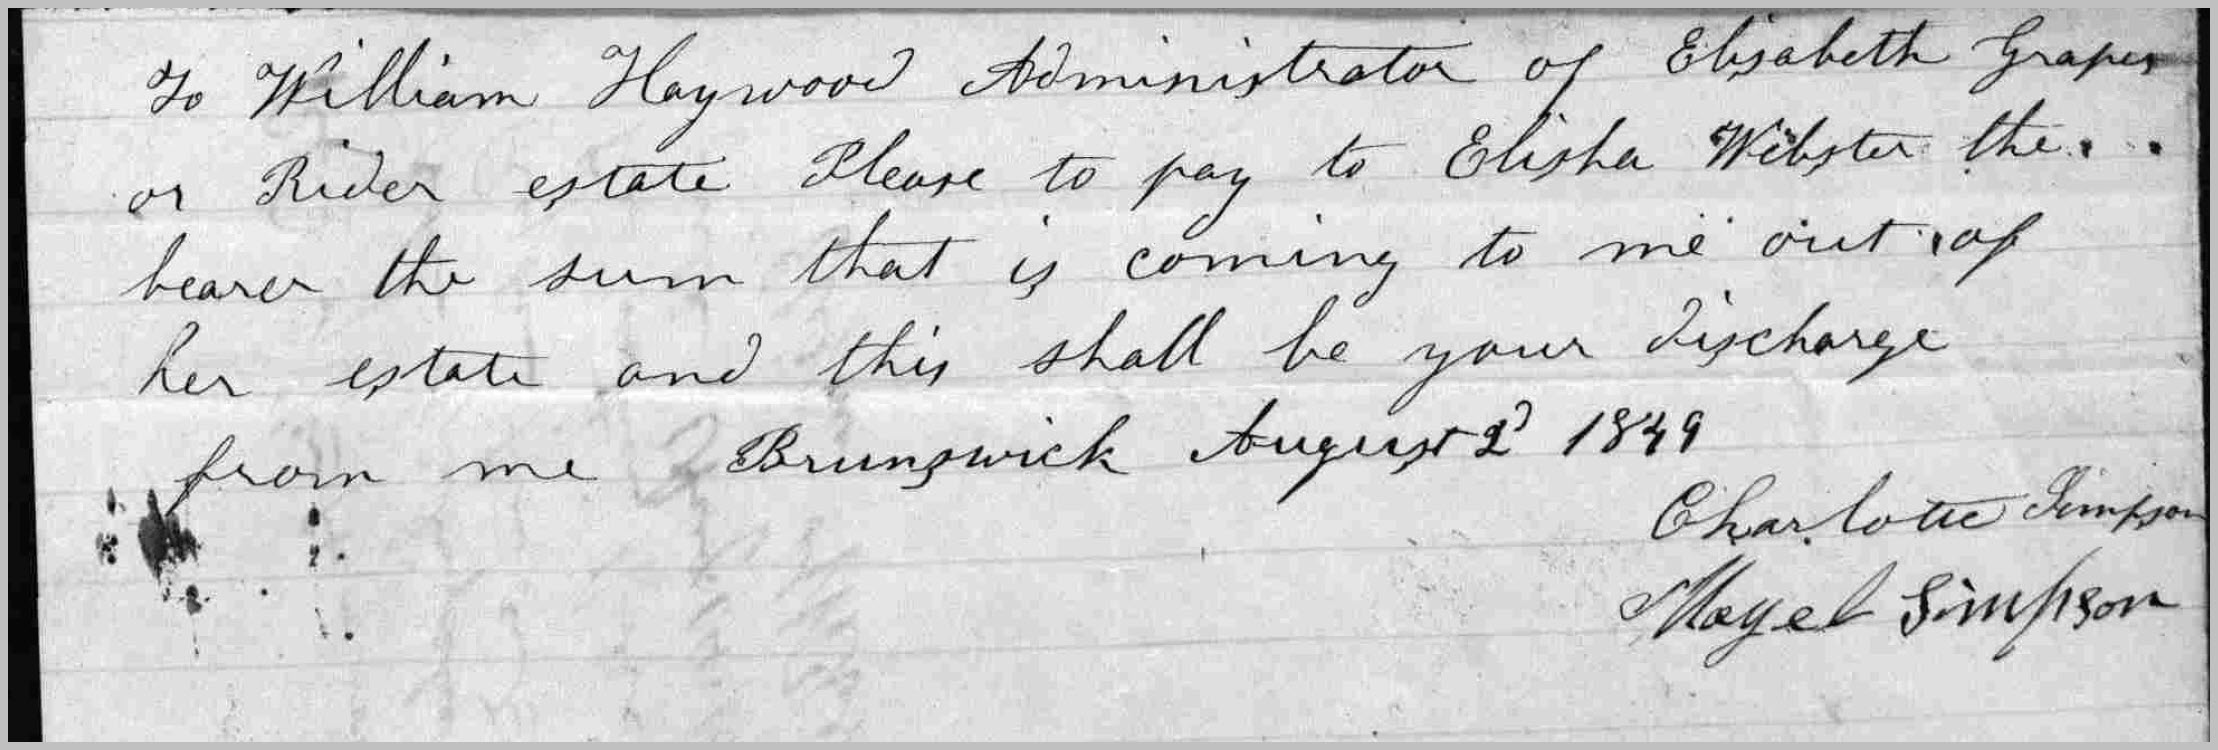 To William Haywood Administrator of Elisabeth Grapes
or Rider estate Please to pay to Elisha Webster the
bearer the sum that is coming to me out of
her estate and this shall be your discharge
from me Brunswick August 2d 1849
Charlotte Simpson
Simpson